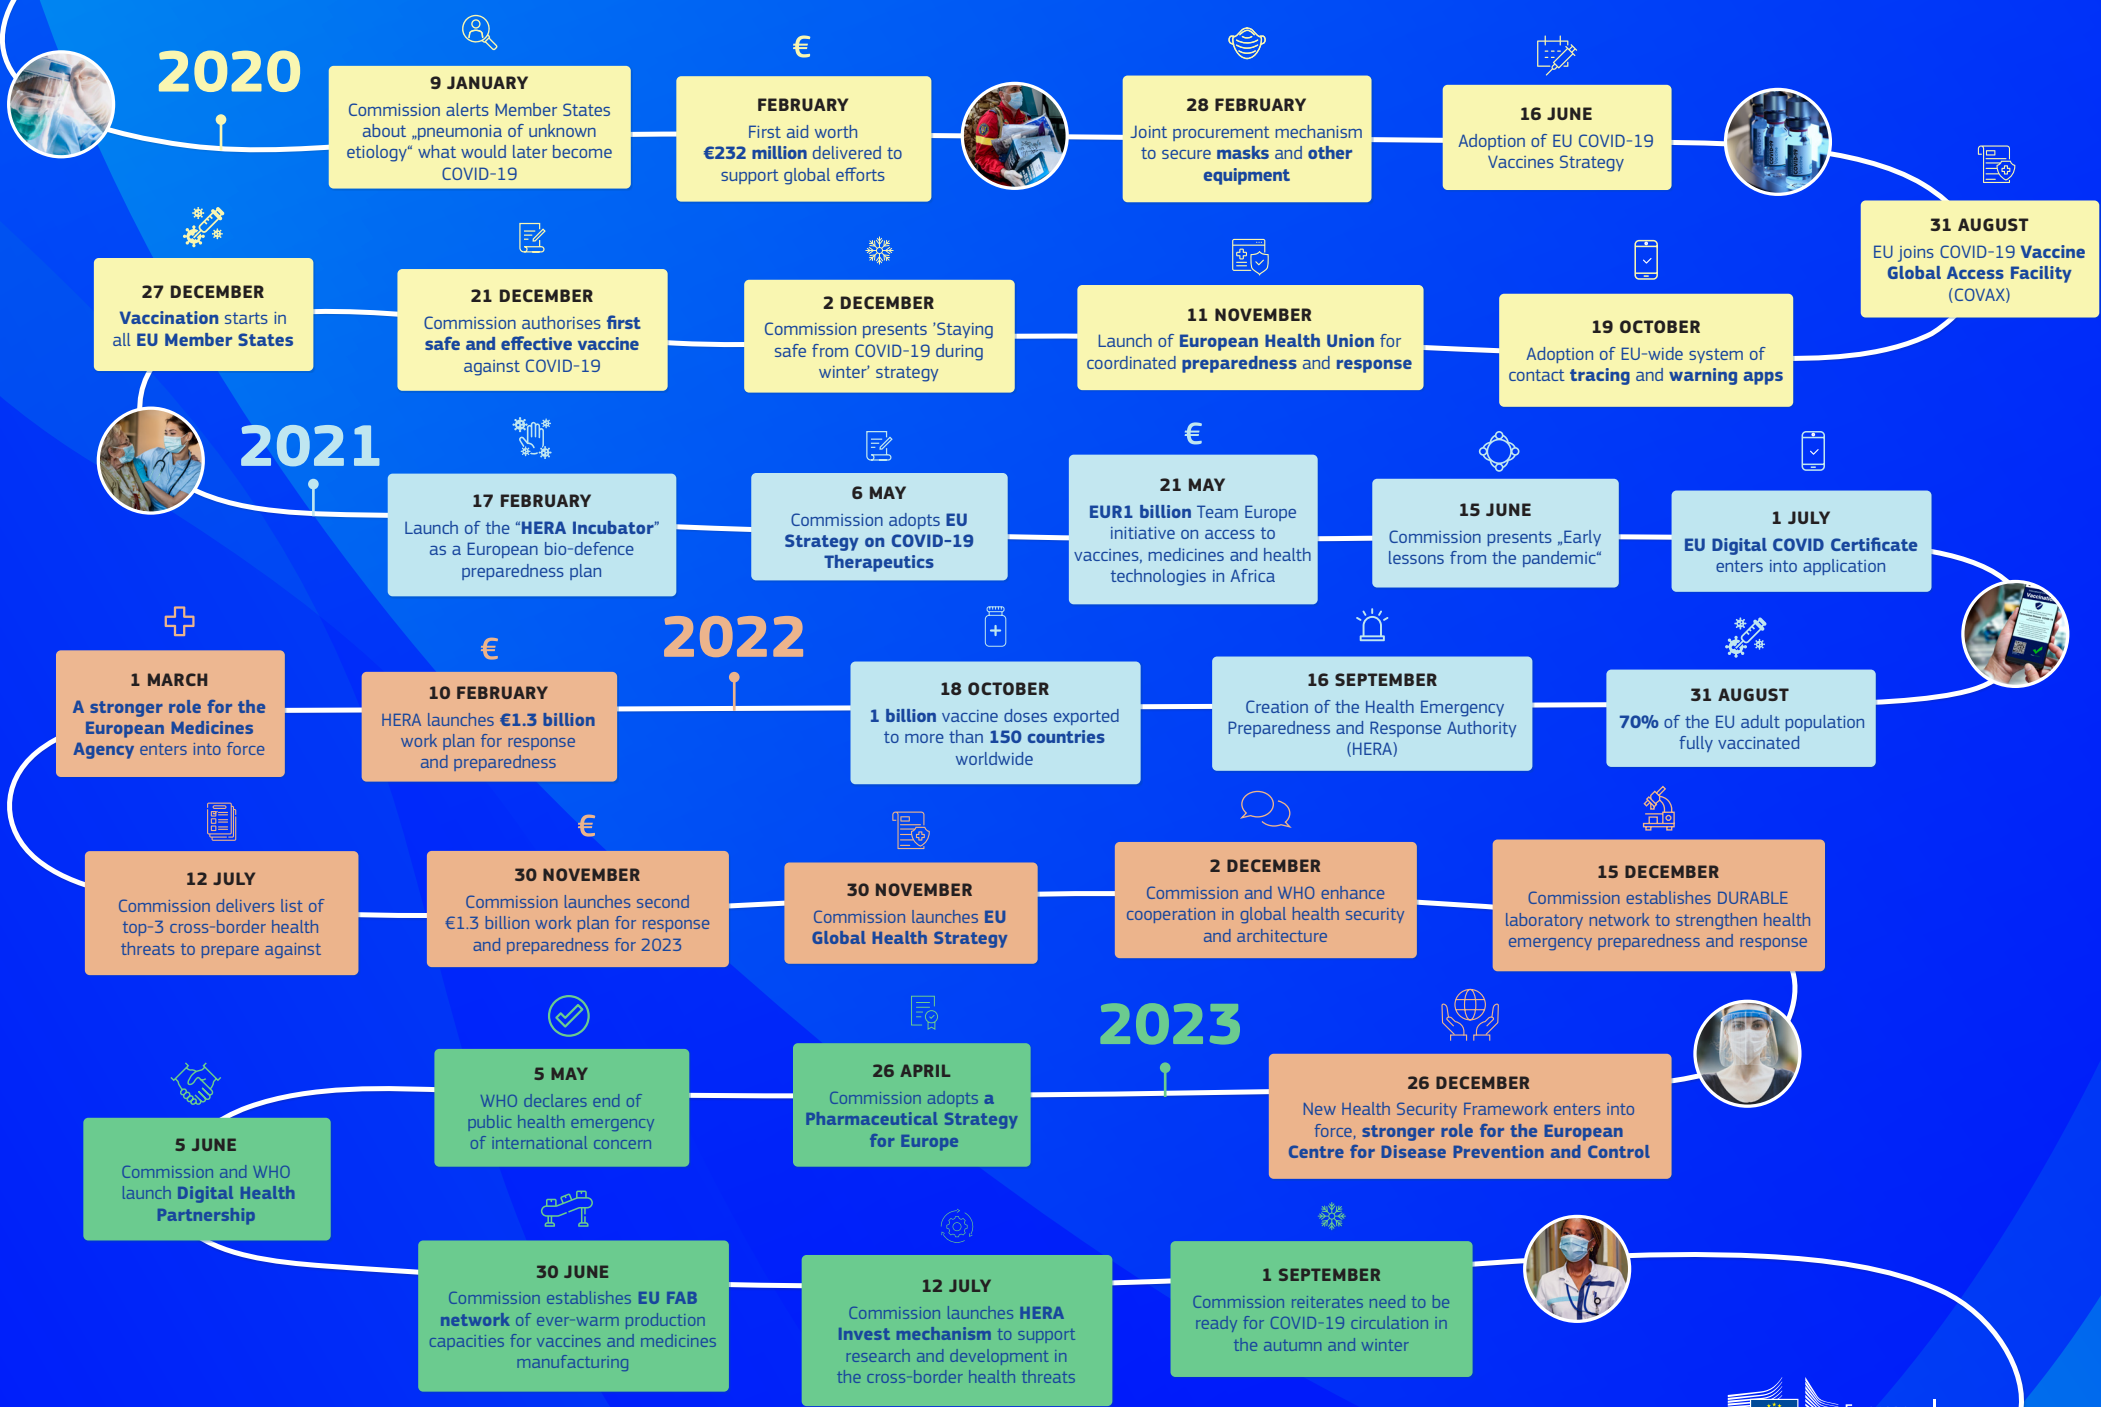 2020
9 JANUARY
Commission alerts Member States
about „pneumonia of unknown
etiology“ what would later become
COVID-19
€
FEBRUARY
First aid worth
€232 million delivered to
support global efforts
28 FEBRUARY
Joint procurement mechanism
to secure masks and other
equipment
16 JUNE
Adoption of EU COVID-19
Vaccines Strategy
31 AUGUST
EU joins COVID-19 Vaccine
Global Access Facility
(COVAX)
19 OCTOBER
Adoption of EU-wide system of
contact tracing and warning apps
11 NOVEMBER
Launch of European Health Union for
coordinated preparedness and response
2 DECEMBER
Commission presents 'Staying
safe from COVID-19 during
winter' strategy
21 DECEMBER
Commission authorises first
safe and effective vaccine
against COVID-19
27 DECEMBER
Vaccination starts in
all EU Member States
2021
17 FEBRUARY
Launch of the “HERA Incubator”
as a European bio-defence
preparedness plan
6 MAY
Commission adopts EU
Strategy on COVID-19
Therapeutics
€
21 MAY
EUR1 billion Team Europe
initiative on access to
vaccines, medicines and health
technologies in Africa
15 JUNE
Commission presents „Early
lessons from the pandemic“
1 JULY
EU Digital COVID Certificate
enters into application
31 AUGUST
70% of the EU adult population
fully vaccinated
16 SEPTEMBER
Creation of the Health Emergency
Preparedness and Response Authority
(HERA)
18 OCTOBER
1 billion vaccine doses exported
to more than 150 countries
worldwide
2022
€
10 FEBRUARY
HERA launches €1.3 billion
work plan for response
and preparedness
1 MARCH
A stronger role for the
European Medicines
Agency enters into force
12 JULY
Commission delivers list of
top-3 cross-border health
threats to prepare against
€
30 NOVEMBER
Commission launches second
€1.3 billion work plan for response
and preparedness for 2023
30 NOVEMBER
Commission launches EU
Global Health Strategy
2 DECEMBER
Commission and WHO enhance
cooperation in global health security
and architecture
15 DECEMBER
Commission establishes DURABLE
laboratory network to strengthen health
emergency preparedness and response
26 DECEMBER
New Health Security Framework enters into
force, stronger role for the European
Centre for Disease Prevention and Control
2023
26 APRIL
Commission adopts a
Pharmaceutical Strategy
for Europe
5 MAY
WHO declares end of
public health emergency
of international concern
5 JUNE
Commission and WHO
launch Digital Health
Partnership
30 JUNE
Commission establishes EU FAB
network of ever-warm production
capacities for vaccines and medicines
manufacturing
12 JULY
Commission launches HERA
Invest mechanism to support
research and development in
the cross-border health threats
1 SEPTEMBER
Commission reiterates need to be
ready for COVID-19 circulation in
the autumn and winter